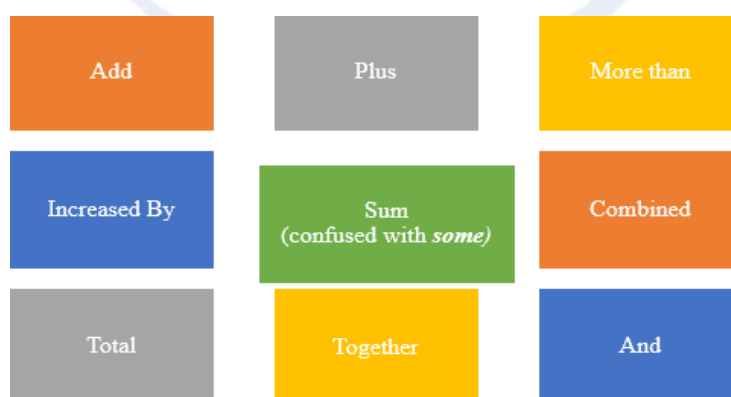 Add
Plus
More than
Increased By
Sum
(confused with some)
Combined
Total
Together
And